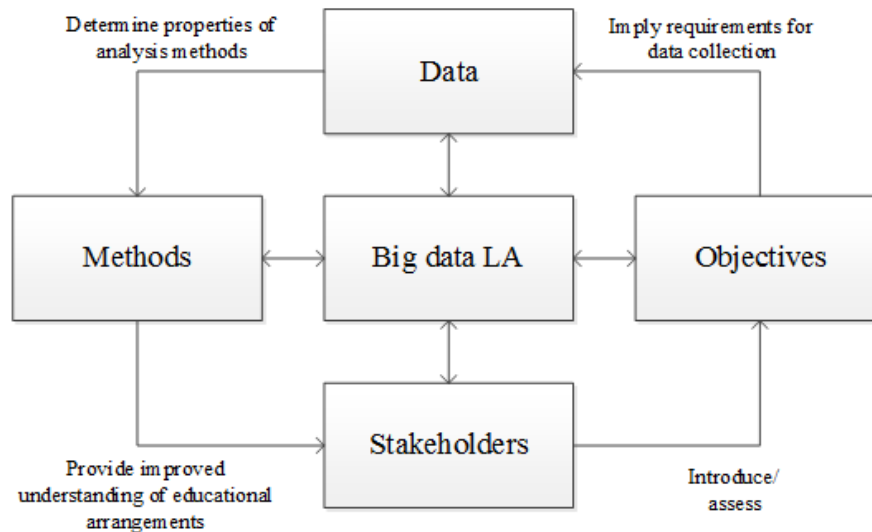 Determine properties of
analysis methods
Data
Imply requirements for
data collection
Methods
Big data LA
Objectives
Provide improved
understanding of educational
arrangements
Stakeholders
Introduce/
assess